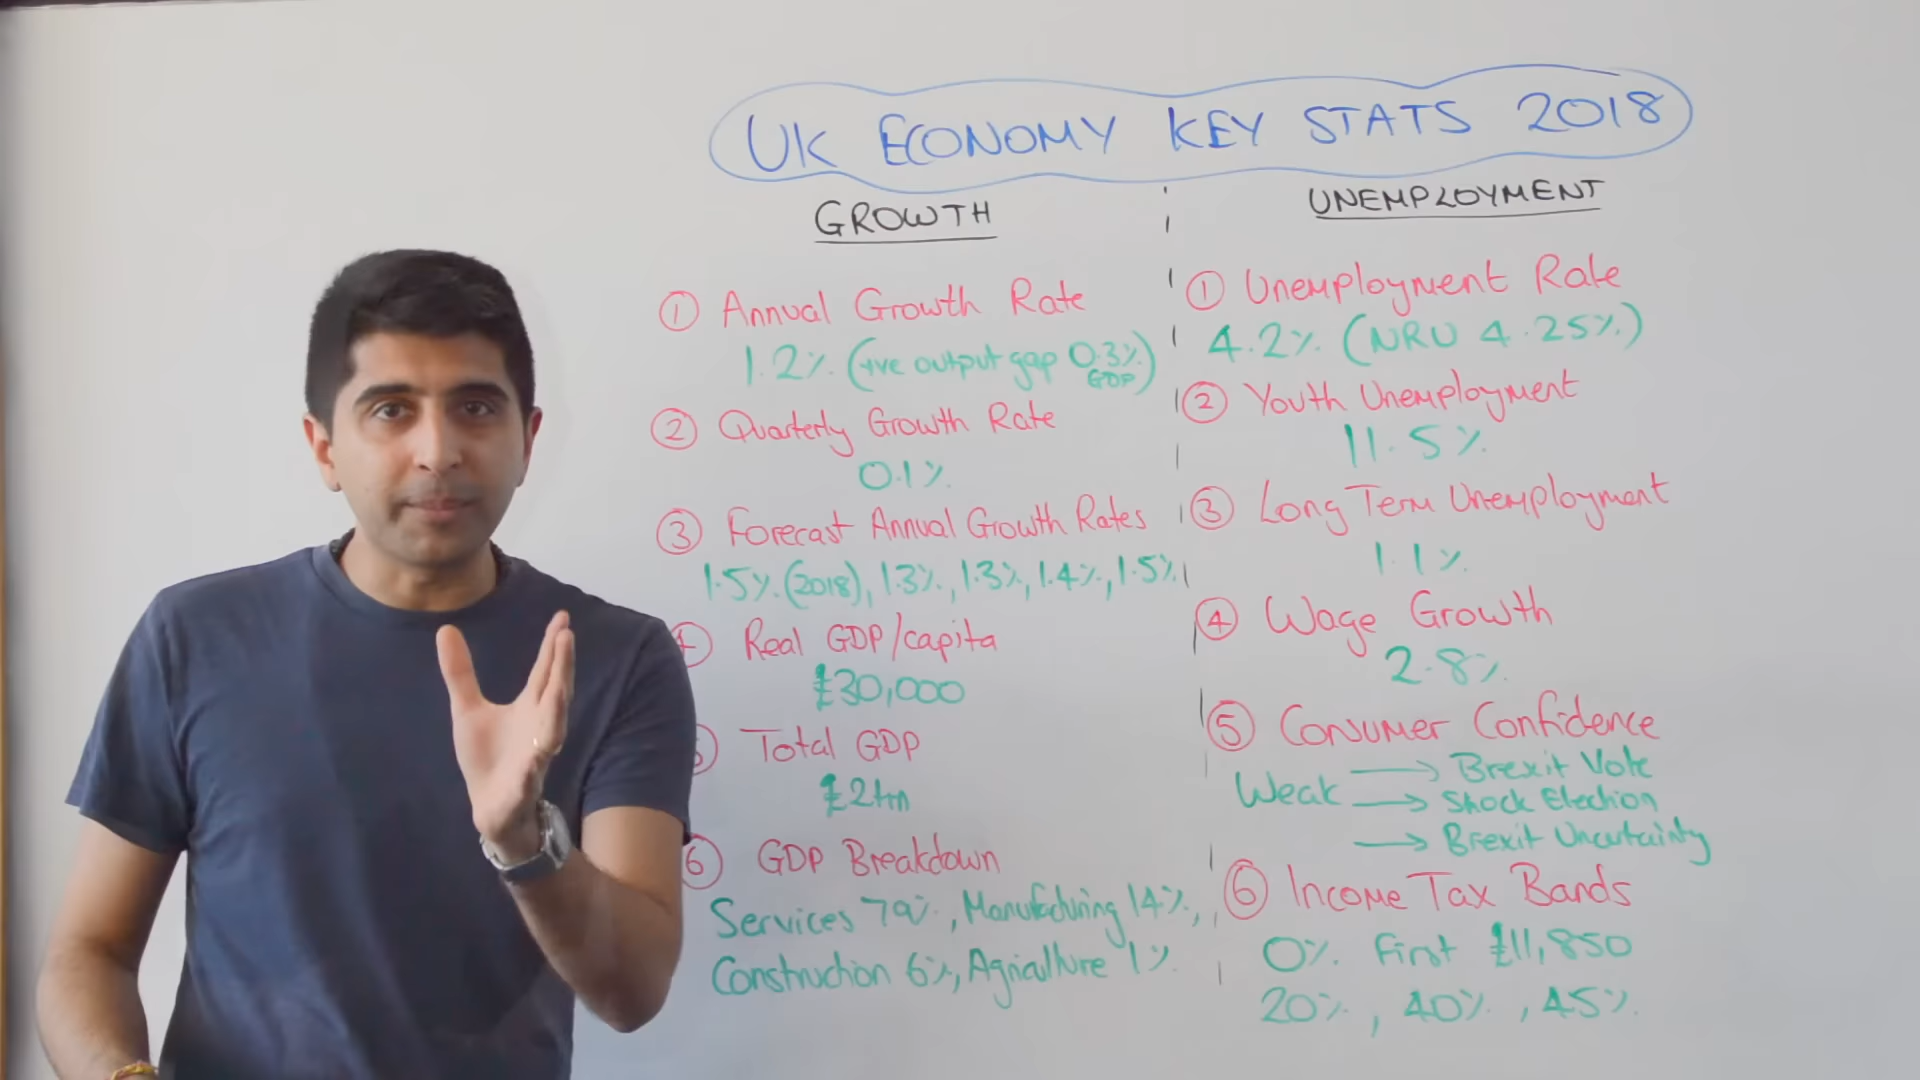 UK ECONOMY KEY STATS 2018
GROWTH
① Annual Growth Rate
1.2% (+ve output gap 0.3% GDP)
② Quarterly Growth Rate
0.1%
③ Forecast Annual Growth Rates
1.5% (2018), 1.3%, 1.3%, 1.4%, 1.5%
④ Real GDP/capita
£30,000
⑤ Total GDP
£2trn
⑥ GDP Breakdown
Services 79%, Manufacturing 14%,
Construction 6%, Agriculture 1%
UNEMPLOYMENT
① Unemployment Rate
4.2% (NRU 4.25%)
② Youth Unemployment
11.5%
③ Long Term Unemployment
1.1%
④ Wage Growth
2.8%
⑤ Consumer Confidence
Weak → Brexit Vote
→ Shock Election
→ Brexit Uncertainty
⑥ Income Tax Bands
0% First £11,850
20%, 40%, 45%